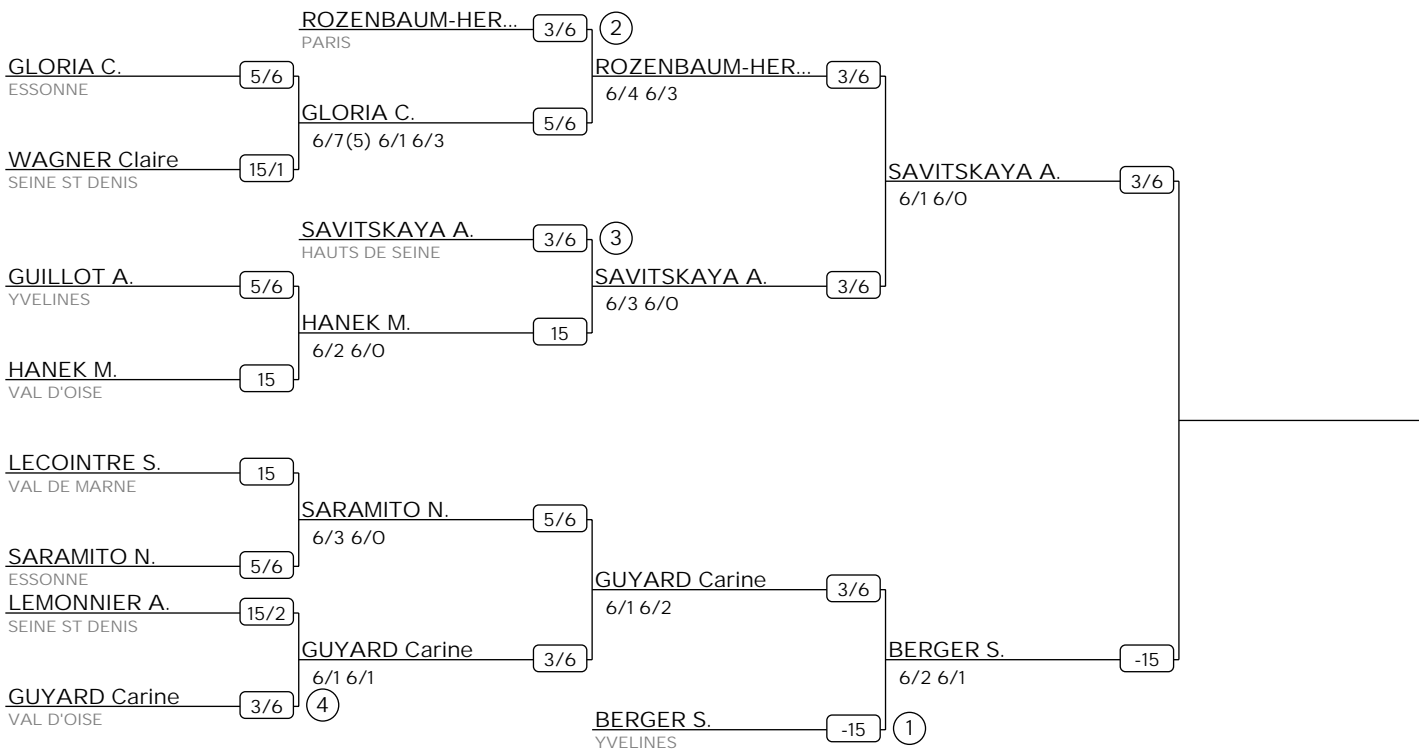 ROZENBAUM-HER... 3/6 2
PARIS
GLORIA C. 5/6
ESSONNE
ROZENBAUM-HER... 3/6
6/4 6/3
GLORIA C. 5/6
6/7(5) 6/1 6/3
WAGNER Claire 15/1
SEINE ST DENIS
SAVITSKAYA A. 3/6
6/1 6/0
SAVITSKAYA A. 3/6 3
HAUTS DE SEINE
GUILLOT A. 5/6
YVELINES
SAVITSKAYA A. 3/6
6/3 6/0
HANEK M. 15
6/2 6/0
HANEK M. 15
VAL D'OISE
LECOINTRE S. 15
VAL DE MARNE
SARAMITO N. 5/6
6/3 6/0
SARAMITO N. 5/6
ESSONNE
LEMONNIER A. 15/2
SEINE ST DENIS
GUYARD Carine 3/6
6/1 6/2
GUYARD Carine 3/6
6/1 6/1
BERGER S. -15
6/2 6/1
GUYARD Carine 3/6 4
VAL D'OISE
BERGER S. -15 1
YVELINES